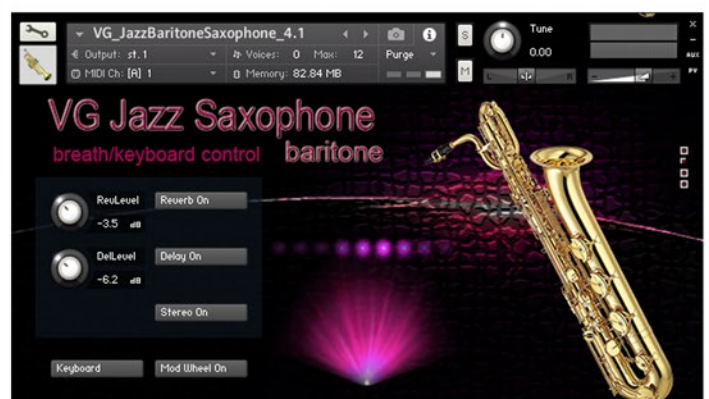 VG_JazzBaritoneSaxophone_4.1
Output: st.1 Voices: 0 Max: 12 Purge
MIDI Ch: [A] 1 Memory: 82.84 MB
S
M
Tune
0.00
L R
- +
×
-
AUX
PV
VG Jazz Saxophone
breath/keyboard control baritone
RevLevel Reverb On
-3.5 dB
DelLevel Delay On
-6.2 dB
Stereo On
Keyboard Mod Wheel On